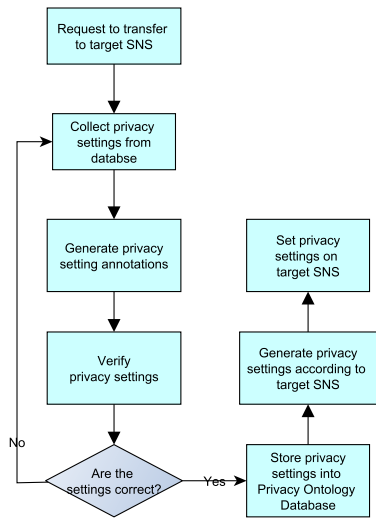 Request to transfer
to target SNS
Collect privacy
settings from
databse
Generate privacy
setting annotations
Verify
privacy settings
Are the
settings correct?
No
Yes
Store privacy
settings into
Privacy Ontology
Database
Generate privacy
settings according to
target SNS
Set privacy
settings on
target SNS